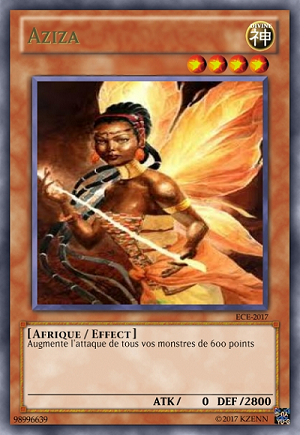 Aziza
DIVINE
神
ECE-2017
[Afrique / Effect]
Augmente l'attaque de tous vos monstres de 600 points
ATK / 0 DEF /2800
98996639
©2017 KZENN